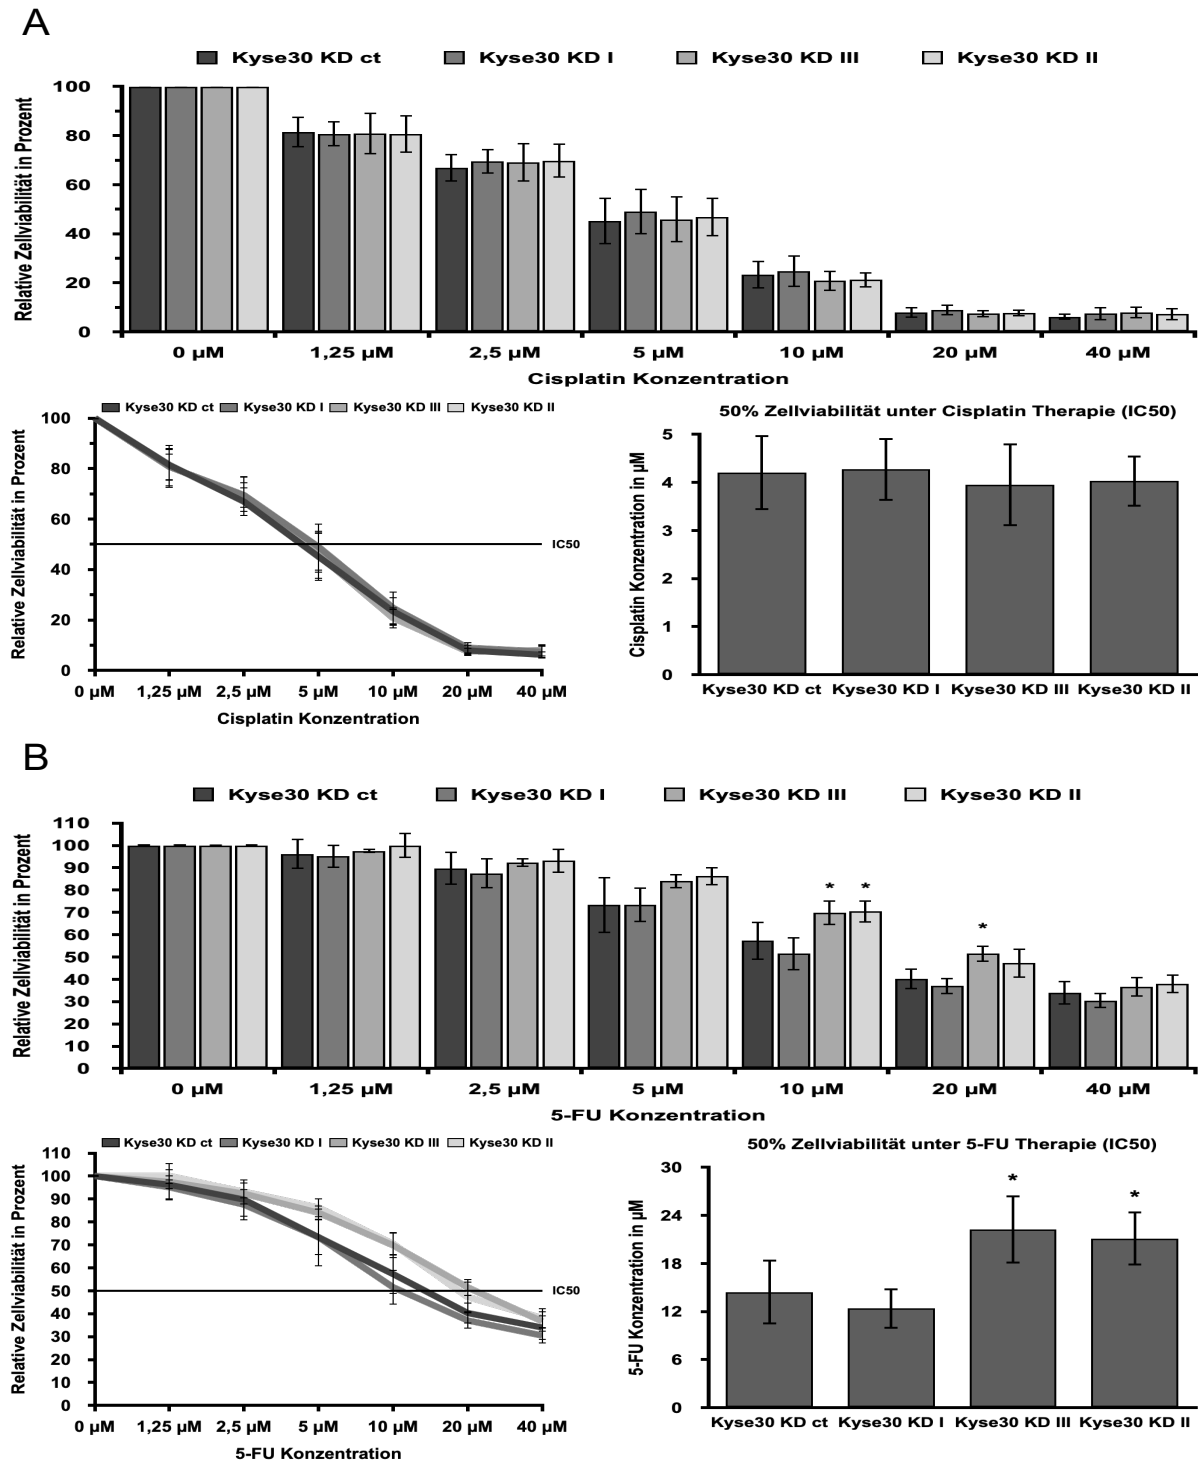 A
Kyse30 KD ct Kyse30 KD I Kyse30 KD III Kyse30 KD II
Relative Zellviabilität in Prozent
100
80
60
40
20
0
0 µM 1,25 µM 2,5 µM 5 µM 10 µM 20 µM 40 µM
Cisplatin Konzentration
Kyse30 KD ct Kyse30 KD I Kyse30 KD III Kyse30 KD II
Relative Zellviabilität in Prozent
100
80
60
40
20
0
IC50
0 µM 1,25 µM 2,5 µM 5 µM 10 µM 20 µM 40 µM
Cisplatin Konzentration
50% Zellviabilität unter Cisplatin Therapie (IC50)
Cisplatin Konzentration in µM
5
4
3
2
1
0
Kyse30 KD ct Kyse30 KD I Kyse30 KD III Kyse30 KD II
B
Kyse30 KD ct Kyse30 KD I Kyse30 KD III Kyse30 KD II
Relative Zellviabilität in Prozent
110
100
90
80
70
60
50
40
30
20
10
0
* *
*
0 µM 1,25 µM 2,5 µM 5 µM 10 µM 20 µM 40 µM
5-FU Konzentration
Kyse30 KD ct Kyse30 KD I Kyse30 KD III Kyse30 KD II
Relative Zellviabilität in Prozent
110
100
90
80
70
60
50
40
30
20
10
0
IC50
0 µM 1,25 µM 2,5 µM 5 µM 10 µM 20 µM 40 µM
5-FU Konzentration
50% Zellviabilität unter 5-FU Therapie (IC50)
5-FU Konzentration in µM
30
24
18
12
6
0
* *
Kyse30 KD ct Kyse30 KD I Kyse30 KD III Kyse30 KD II